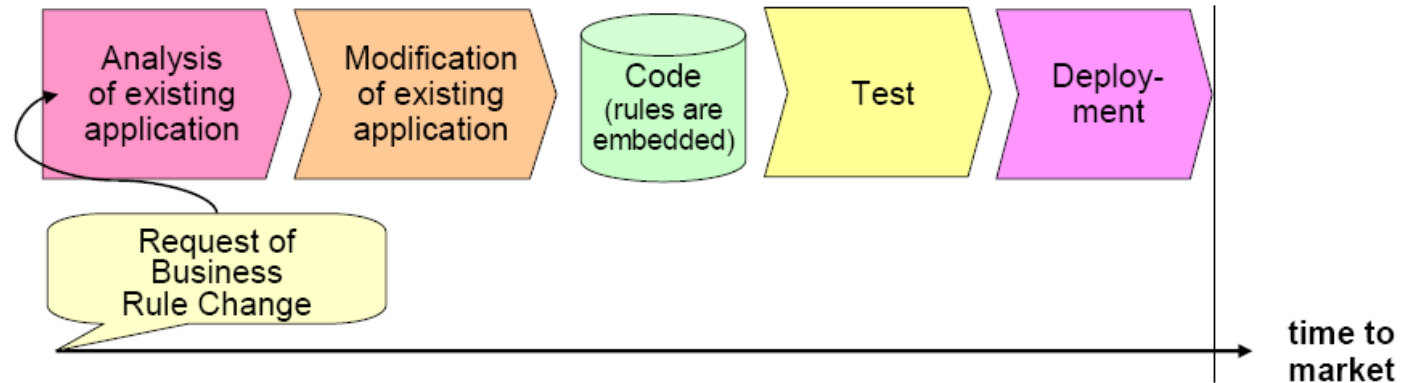 Analysis
of existing
application
Modification
of existing
application
Code
(rules are
embedded)
Test
Deploy-
ment
Request of
Business
Rule Change
time to
market